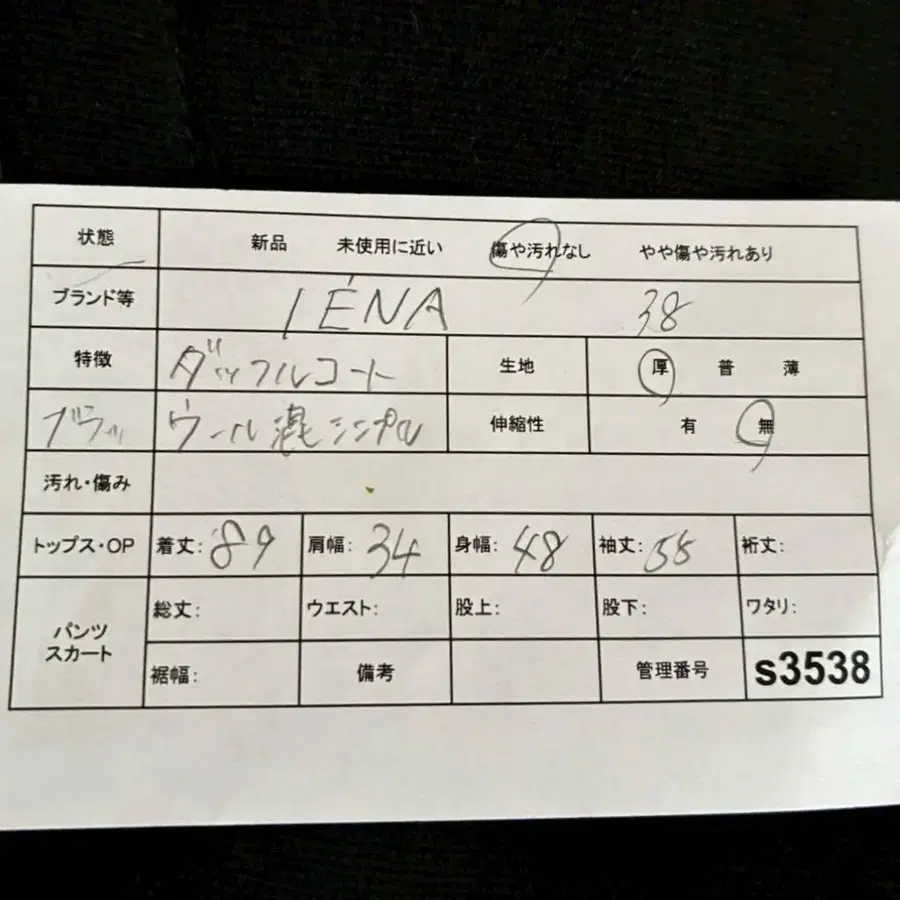 状態 新品 未使用に近い 傷や汚れなし やや傷や汚れあり
ブランド等 IÉNA 38
特徴 ダッフルコート 生地 厚 普 薄
ブラック ウール混シンプル 伸縮性 有 無
汚れ・傷み
トップス・OP 着丈: 89 肩幅: 34 身幅: 48 袖丈: 58 裄丈:
パンツ スカート 総丈: ウエスト: 股上: 股下: ワタリ:
裾幅: 備考 管理番号 s3538